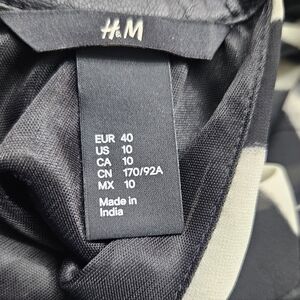 H&M
EUR 40
US 10
CA 10
CN 170/92A
MX 10
Made in
India